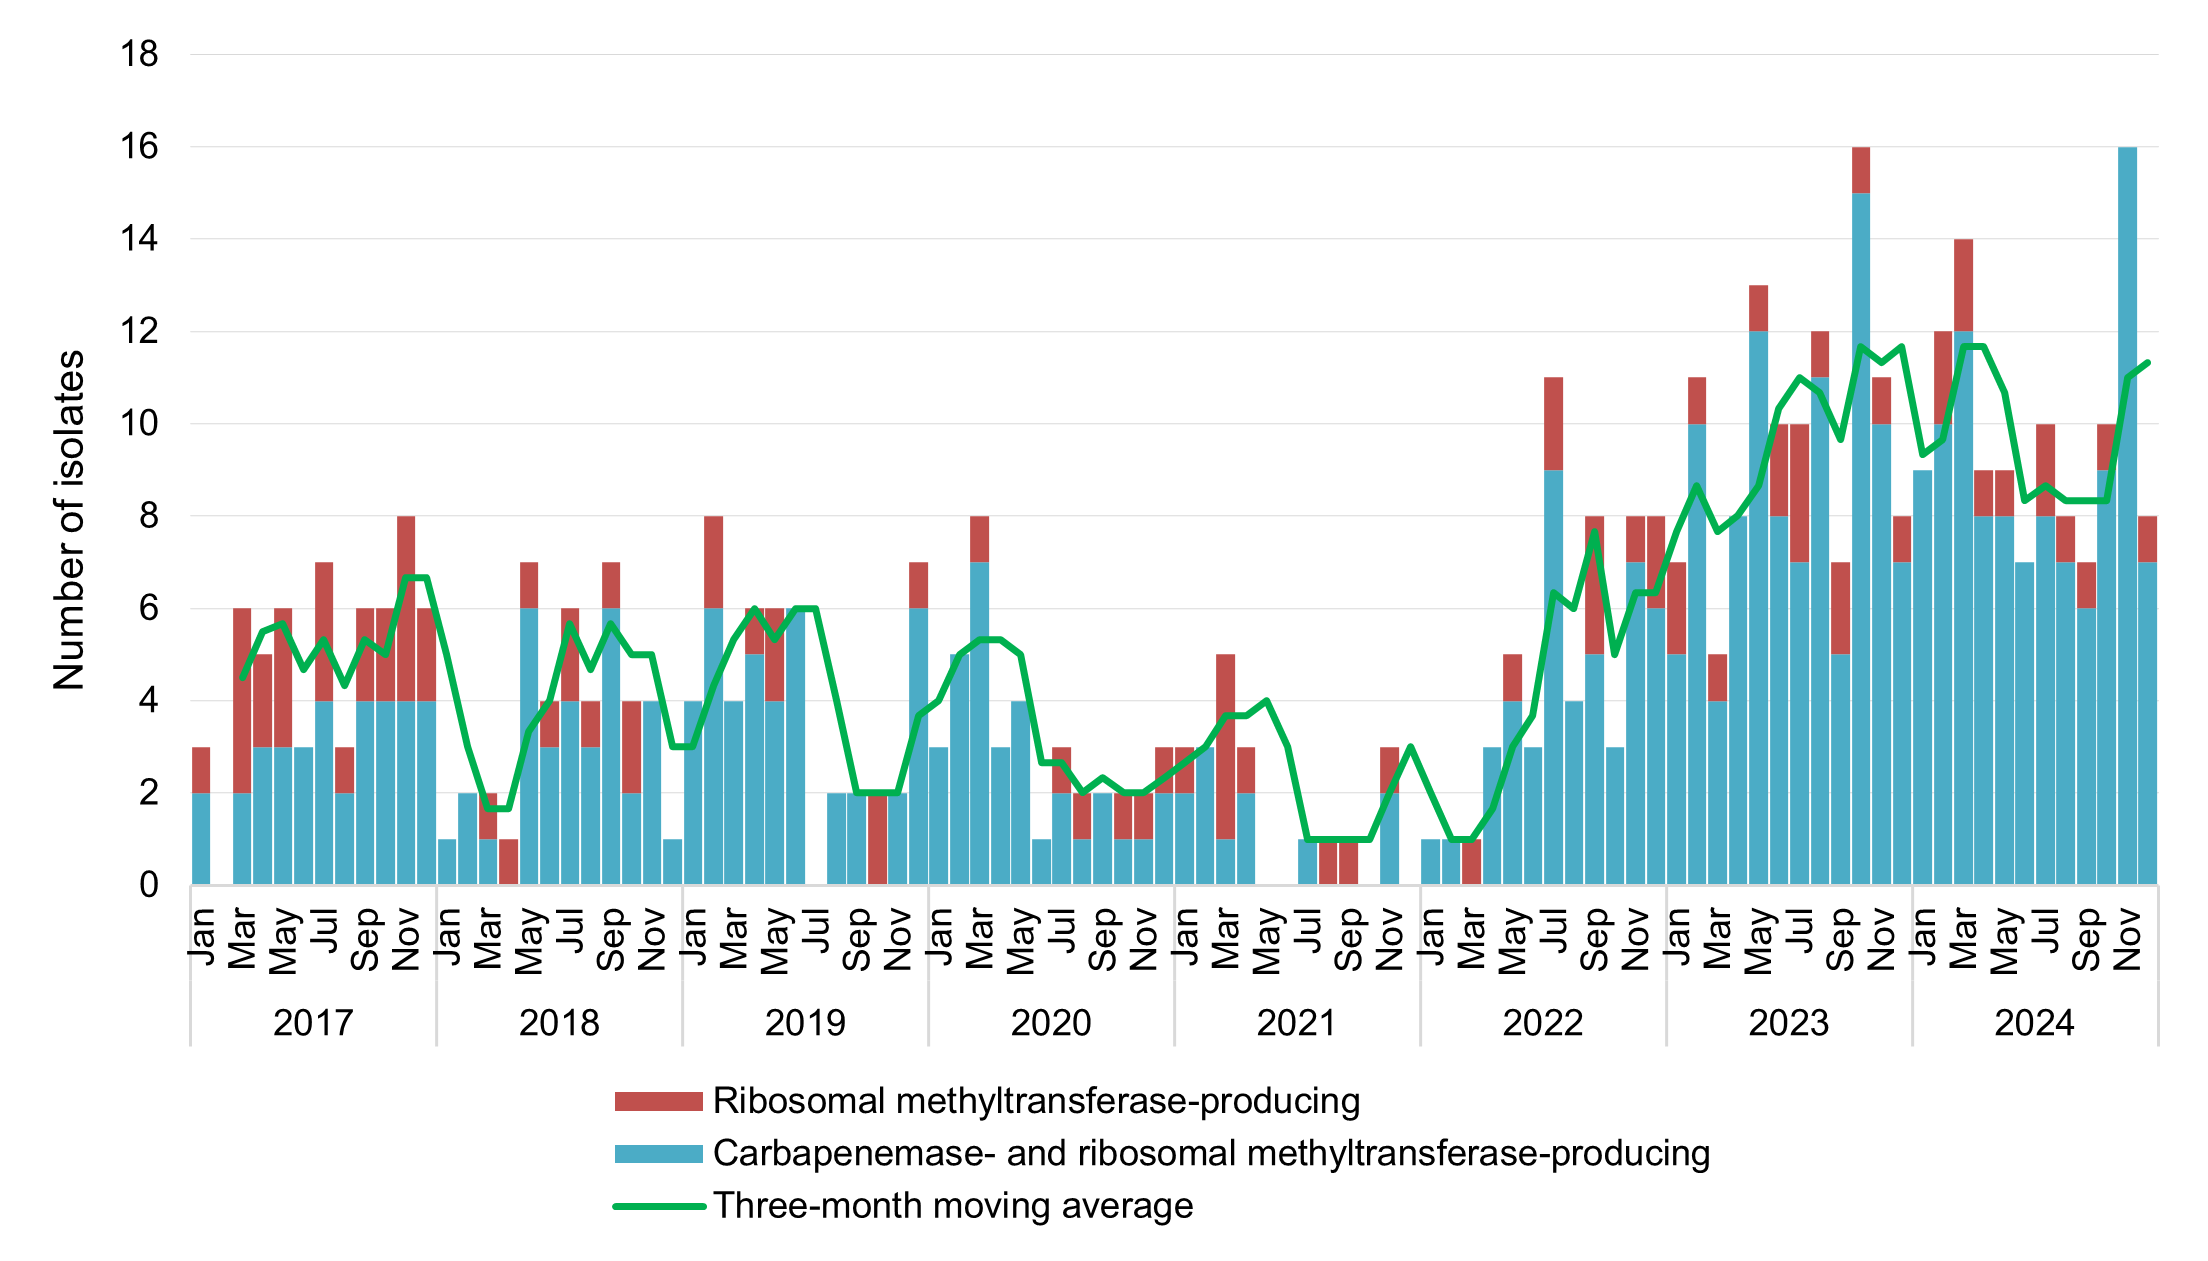 18
16
14
12
10
8
6
4
2
0
Number of isolates
Jan Mar May Jul Sep Nov Jan Mar May Jul Sep Nov Jan Mar May Jul Sep Nov Jan Mar May Jul Sep Nov Jan Mar May Jul Sep Nov Jan Mar May Jul Sep Nov Jan Mar May Jul Sep Nov Jan Mar May Jul Sep Nov
2017 2018 2019 2020 2021 2022 2023 2024
Ribosomal methyltransferase-producing
Carbapenemase- and ribosomal methyltransferase-producing
Three-month moving average